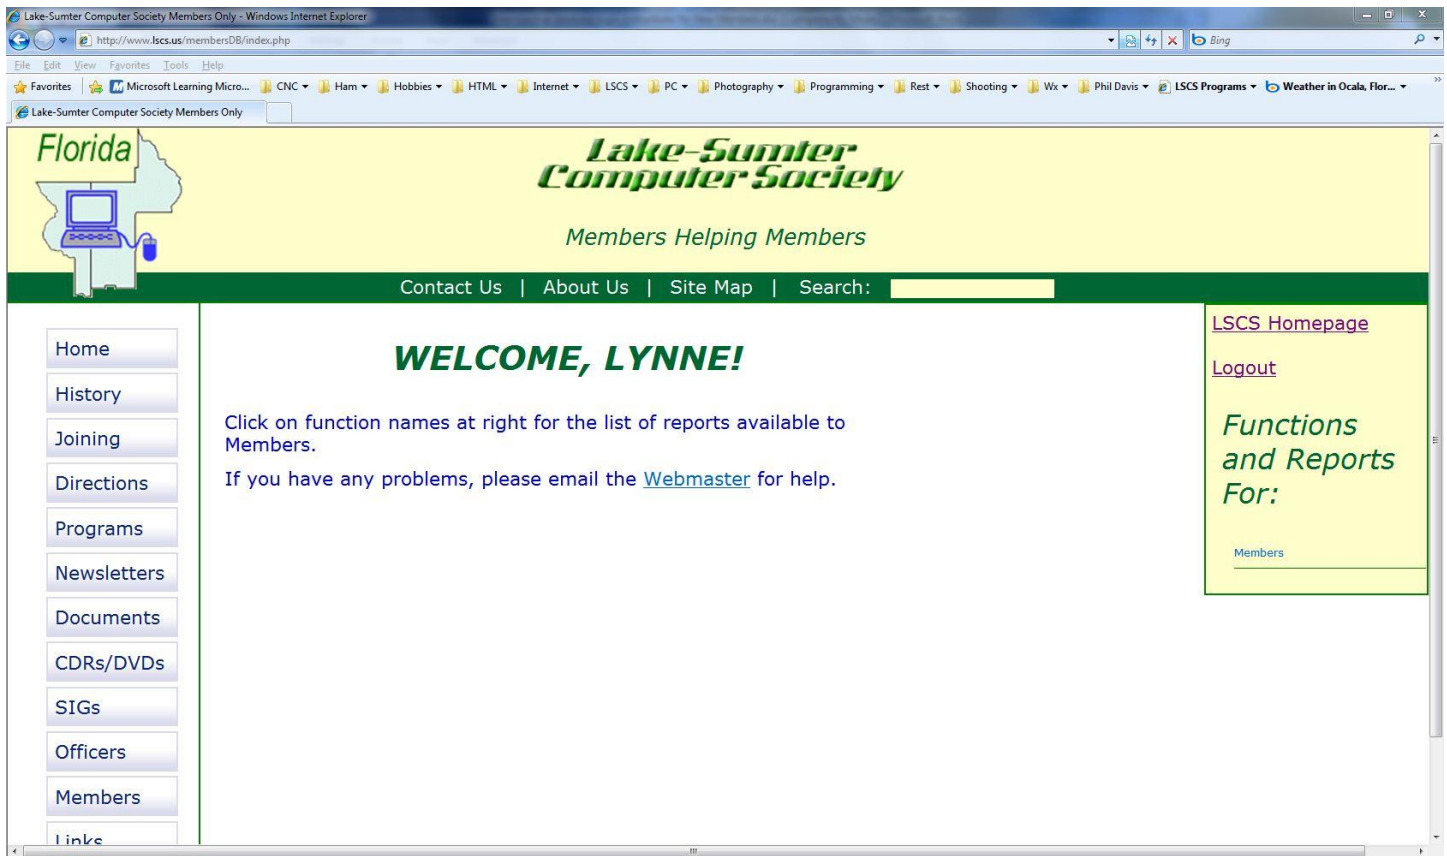 Lake-Sumter Computer Society Members Only - Windows Internet Explorer
http://www.lscs.us/membersDB/index.php
Bing
File Edit View Favorites Tools Help
Favorites Microsoft Learning Micro... CNC Ham Hobbies HTML Internet LSCS PC Photography Programming Rest Shooting Wx Phil Davis LSCS Programs Weather in Ocala, Flor...
Lake-Sumter Computer Society Members Only
Florida
Lake-Sumter
Computer Society
Members Helping Members
Contact Us | About Us | Site Map | Search:
Home
History
Joining
Directions
Programs
Newsletters
Documents
CDRs/DVDs
SIGs
Officers
Members
Links
WELCOME, LYNNE!
Click on function names at right for the list of reports available to
Members.
If you have any problems, please email the Webmaster for help.
LSCS Homepage
Logout
Functions
and Reports
For:
Members